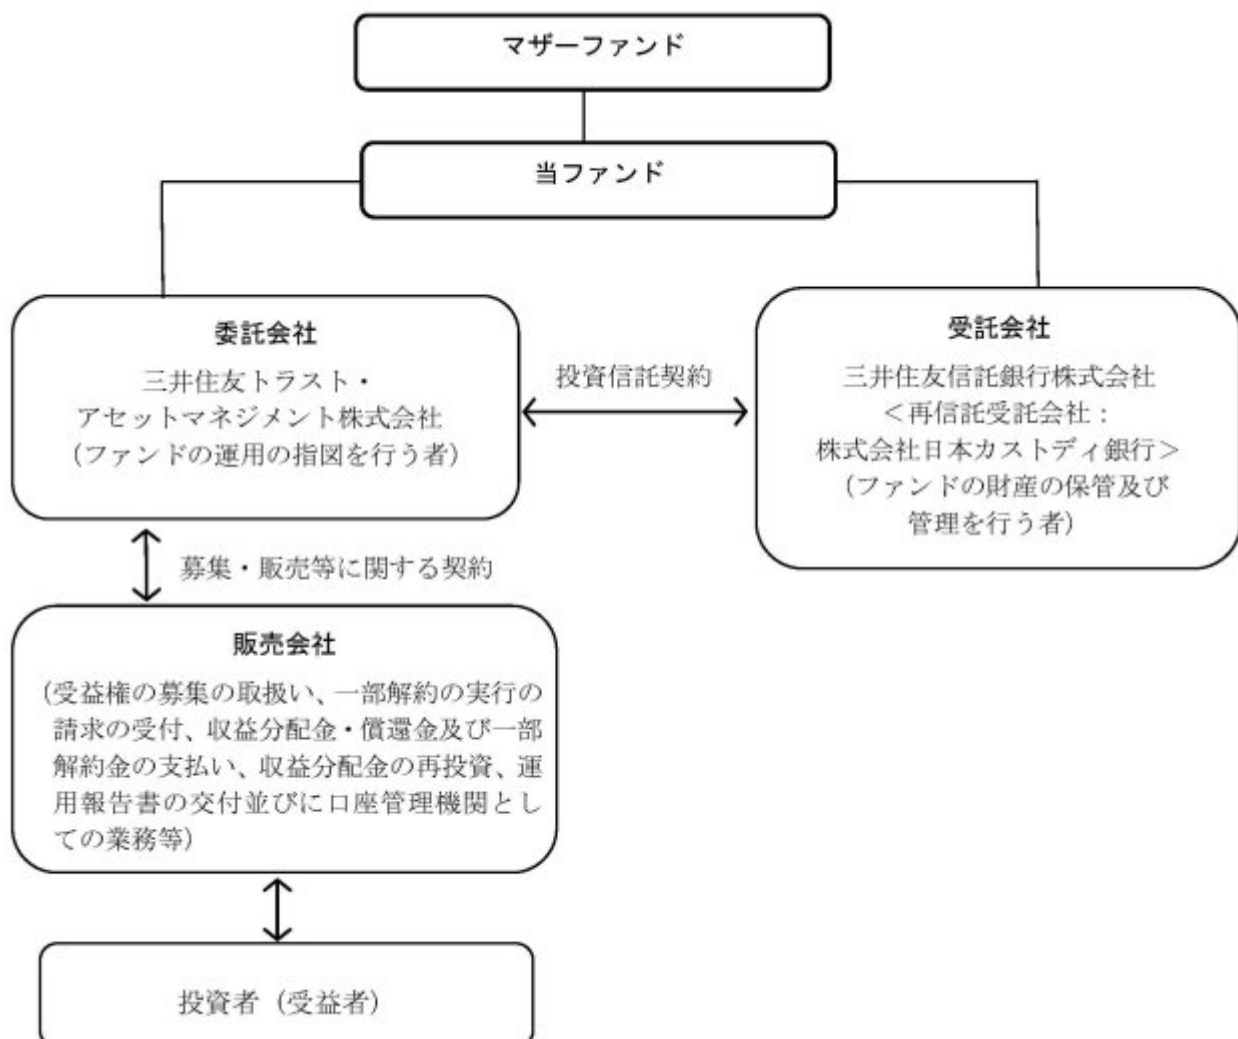 マザーファンド
当ファンド
委託会社
三井住友トラスト・
アセットマネジメント株式会社
（ファンドの運用の指図を行う者）
投資信託契約
受託会社
三井住友信託銀行株式会社
＜再信託受託会社：
株式会社日本カストディ銀行＞
（ファンドの財産の保管及び
管理を行う者）
募集・販売等に関する契約
販売会社
（受益権の募集の取扱い、一部解約の実行の
請求の受付、収益分配金・償還金及び一部
解約金の支払い、収益分配金の再投資、運
用報告書の交付並びに口座管理機関とし
ての業務等）
投資者（受益者）